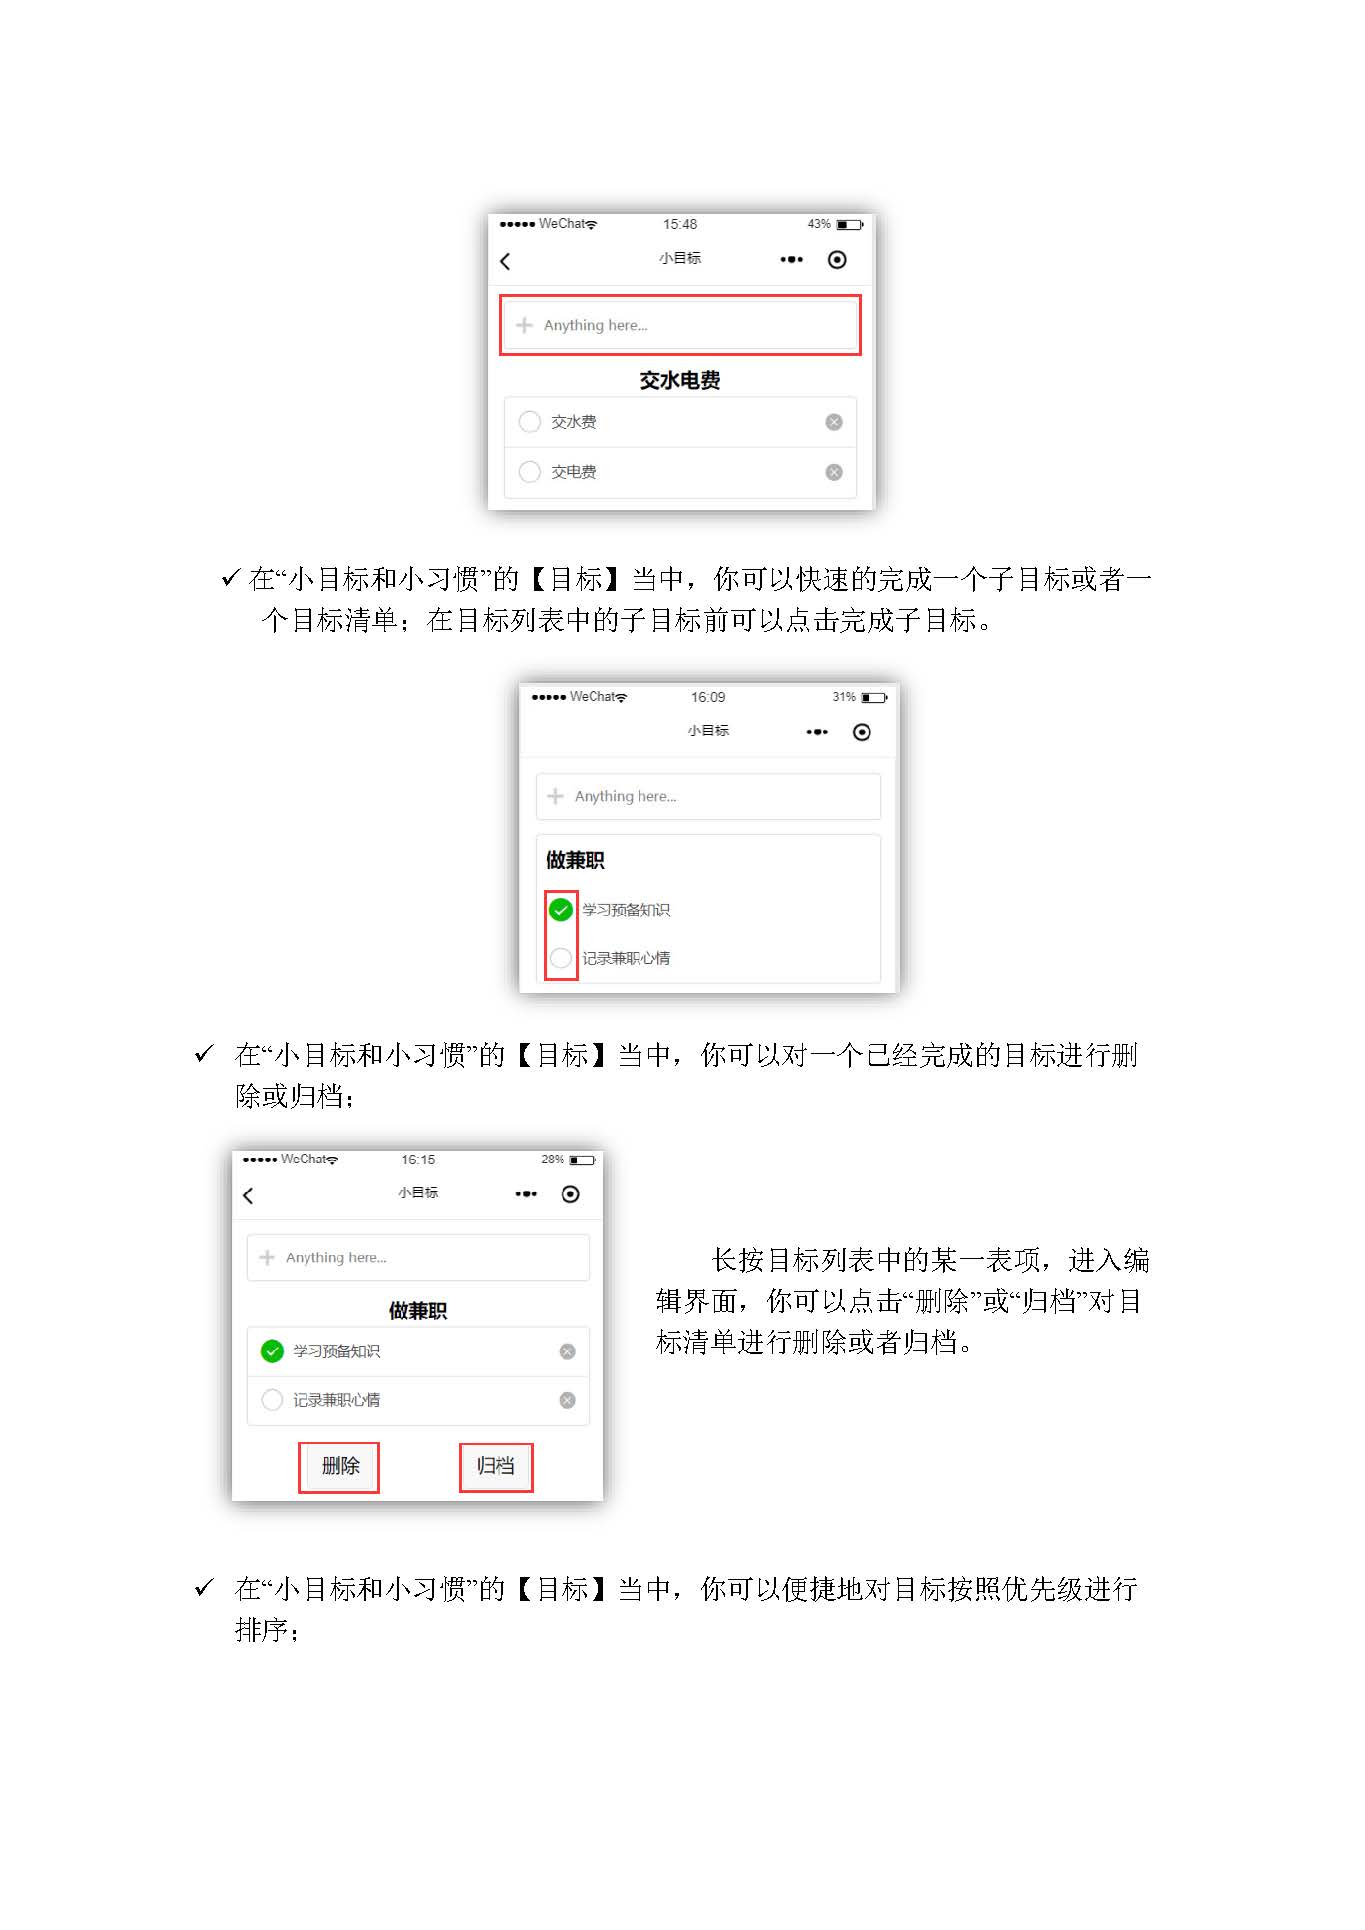 WeChat 15:48 43%
小目标
Anything here...
交水电费
交水费
交电费
✓在“小目标和小习惯”的【目标】当中，你可以快速的完成一个子目标或者一
个目标清单；在目标列表中的子目标前可以点击完成子目标。
WeChat 16:09 31%
小目标
Anything here...
做兼职
学习预备知识
记录兼职心情
✓ 在“小目标和小习惯”的【目标】当中，你可以对一个已经完成的目标进行删
除或归档；
WeChat 16:15 28%
小目标
Anything here...
做兼职
学习预备知识
记录兼职心情
删除 归档
长按目标列表中的某一表项，进入编
辑界面，你可以点击“删除”或“归档”对目
标清单进行删除或者归档。
✓ 在“小目标和小习惯”的【目标】当中，你可以便捷地对目标按照优先级进行
排序；